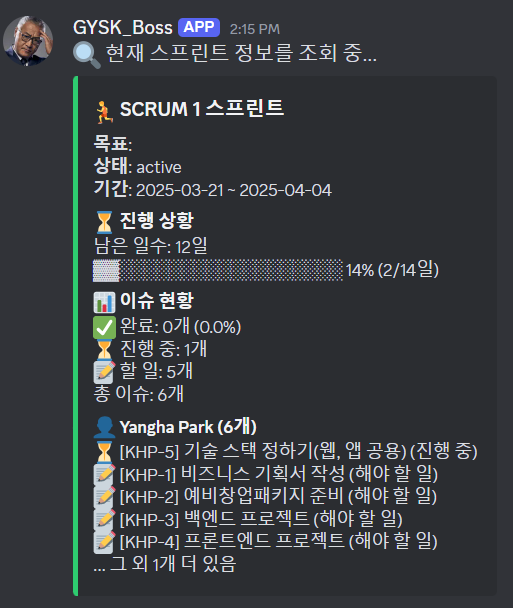 GYSK_Boss APP 2:15 PM
🔍 현재 스프린트 정보를 조회 중...
🏃 SCRUM 1 스프린트
목표:
상태: active
기간: 2025-03-21 ~ 2025-04-04
⏳ 진행 상황
남은 일수: 12일
▓▓░░░░░░░░░░░░░░░░░░ 14% (2/14일)
📊 이슈 현황
✅ 완료: 0개 (0.0%)
⏳ 진행 중: 1개
📝 할 일: 5개
총 이슈: 6개
👤 Yangha Park (6개)
⏳ [KHP-5] 기술 스택 정하기(웹, 앱 공용) (진행 중)
📝 [KHP-1] 비즈니스 기획서 작성 (해야 할 일)
📝 [KHP-2] 예비창업패키지 준비 (해야 할 일)
📝 [KHP-3] 백엔드 프로젝트 (해야 할 일)
📝 [KHP-4] 프론트엔드 프로젝트 (해야 할 일)
... 그 외 1개 더 있음